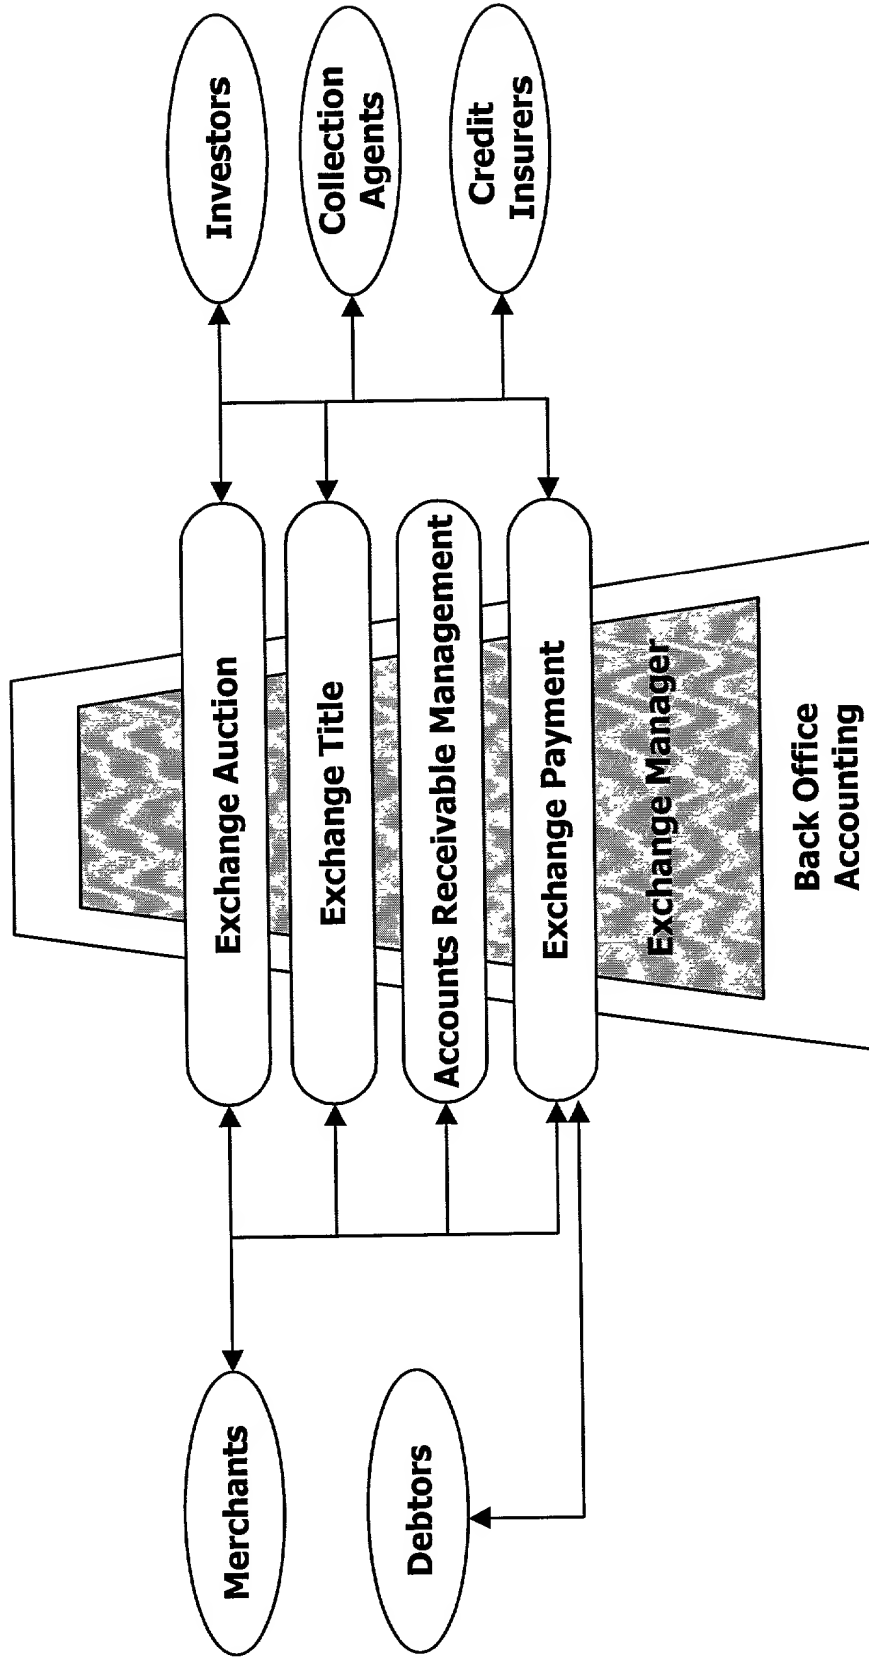 Merchants
Debtors
Exchange Auction
Exchange Title
Accounts Receivable Management
Exchange Payment
Exchange Manager
Back Office
Accounting
Investors
Collection
Agents
Credit
Insurers